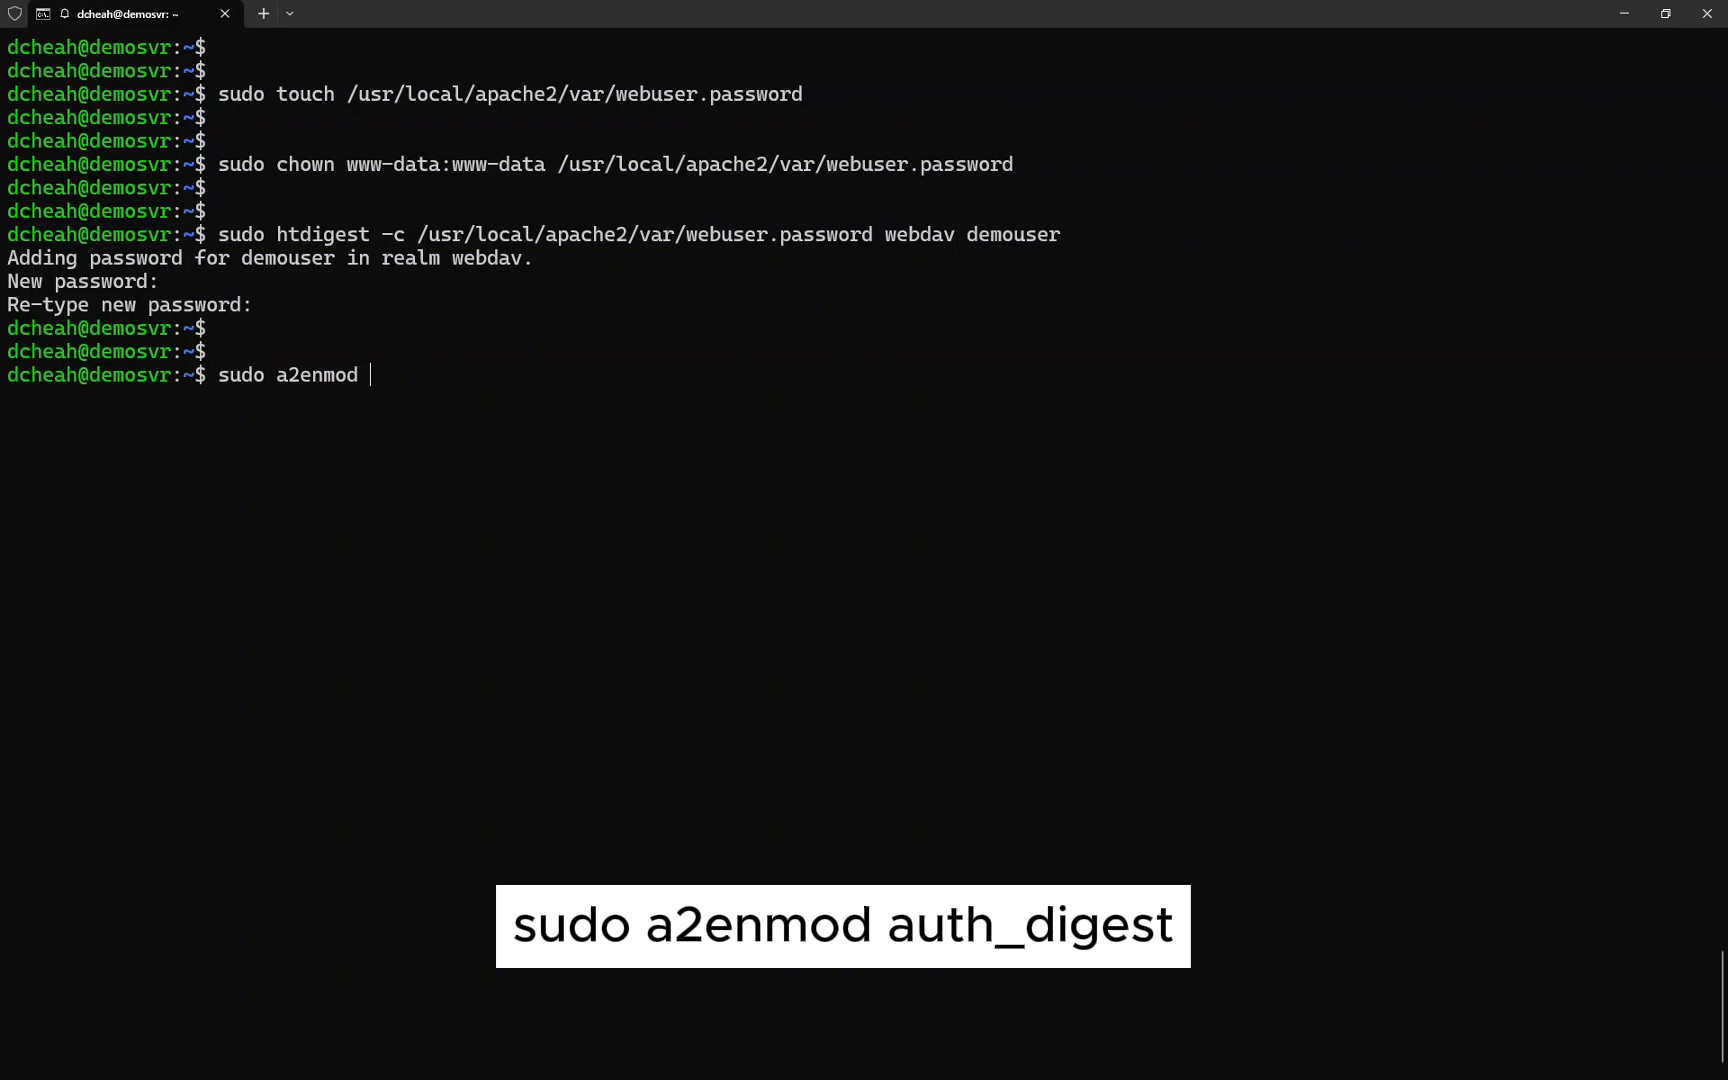 dcheah@demosvr: ~
dcheah@demosvr:~$
dcheah@demosvr:~$
dcheah@demosvr:~$ sudo touch /usr/local/apache2/var/webuser.password
dcheah@demosvr:~$
dcheah@demosvr:~$
dcheah@demosvr:~$ sudo chown www-data:www-data /usr/local/apache2/var/webuser.password
dcheah@demosvr:~$
dcheah@demosvr:~$
dcheah@demosvr:~$ sudo htdigest -c /usr/local/apache2/var/webuser.password webdav demouser
Adding password for demouser in realm webdav.
New password:
Re-type new password:
dcheah@demosvr:~$
dcheah@demosvr:~$
dcheah@demosvr:~$ sudo a2enmod
sudo a2enmod auth_digest